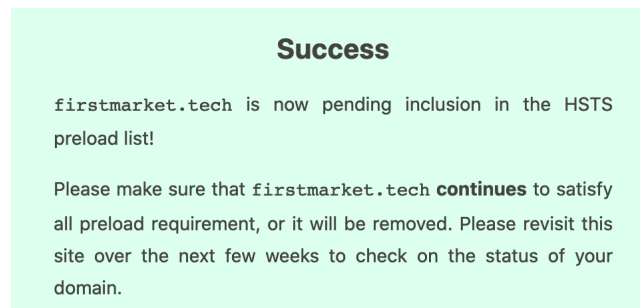 Success
firstmarket.tech is now pending inclusion in the HSTS
preload list!
Please make sure that firstmarket.tech continues to satisfy
all preload requirement, or it will be removed. Please revisit this
site over the next few weeks to check on the status of your
domain.